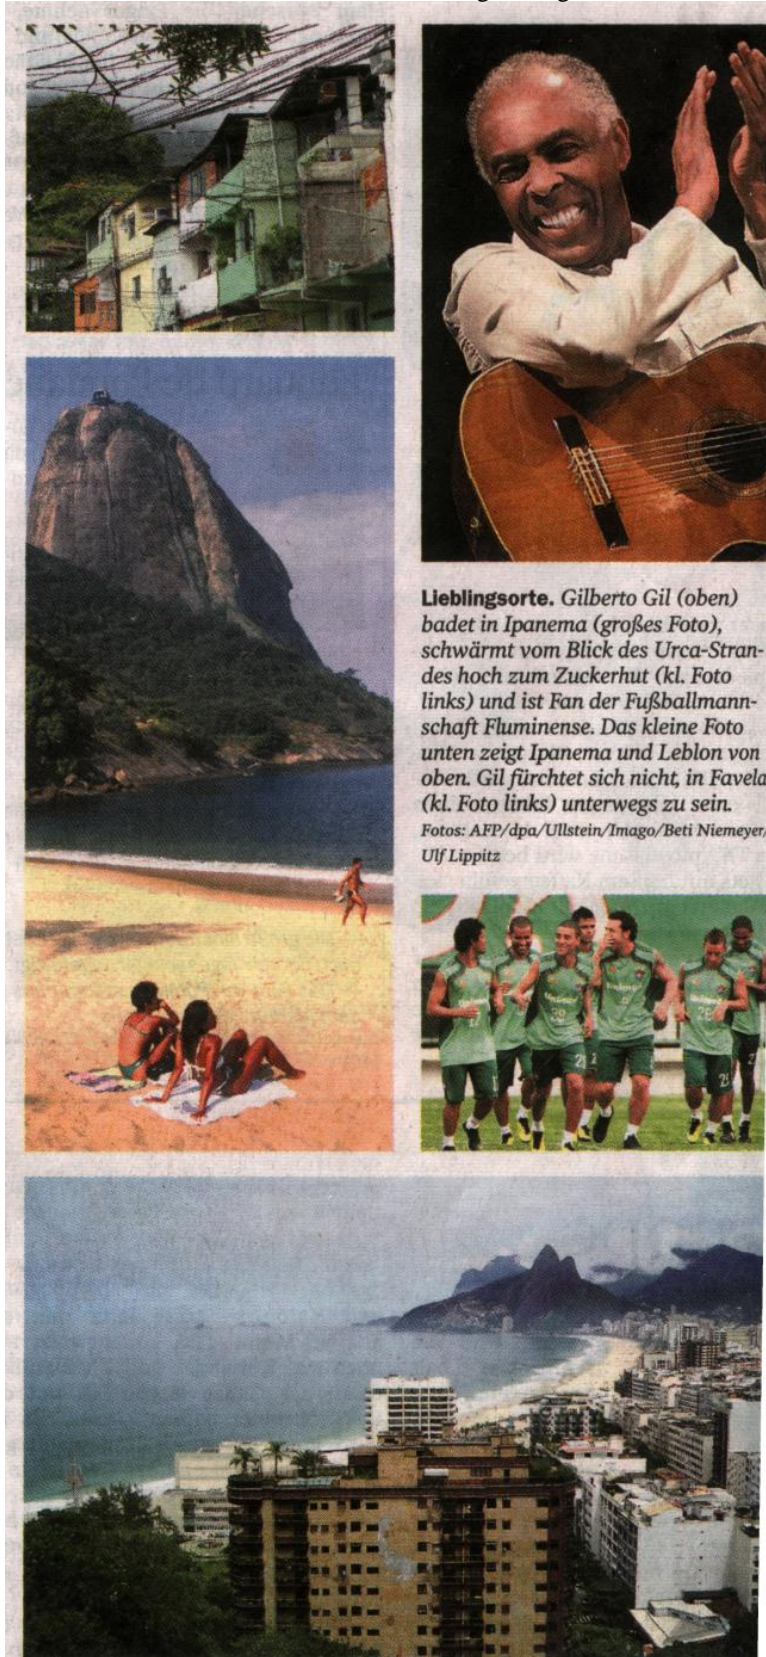 Lieblingsorte. Gilberto Gil (oben)
badet in Ipanema (großes Foto),
schwärmt vom Blick des Urca-Stran-
des hoch zum Zuckerhut (kl. Foto
links) und ist Fan der Fußballmann-
schaft Fluminense. Das kleine Foto
unten zeigt Ipanema und Leblon von
oben. Gil fürchtet sich nicht, in Favela
(kl. Foto links) unterwegs zu sein.
Fotos: AFP/dpa/Ullstein/Imago/Beti Niemeyer/
Ulf Lippitz